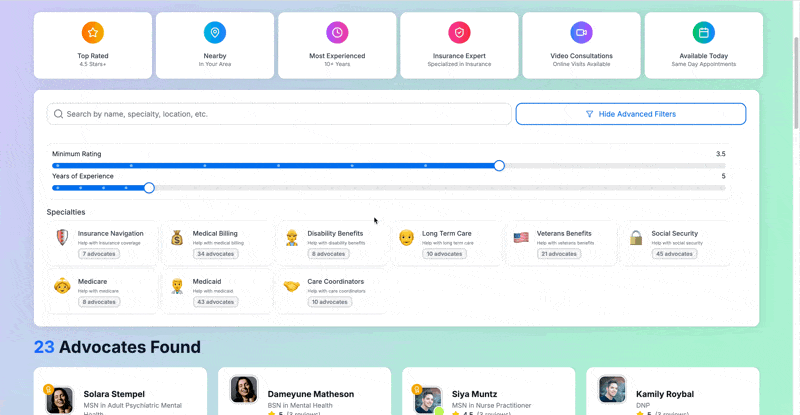 Top Rated
4.5 Stars+
Nearby
In Your Area
Most Experienced
10+ Years
Insurance Expert
Specialized in Insurance
Video Consultations
Online Visits Available
Available Today
Same Day Appointments
Search by name, specialty, location, etc.
Hide Advanced Filters
Minimum Rating 3.5
Years of Experience 5
Specialties
Insurance Navigation
Help with insurance coverage
7 advocates
Medical Billing
Help with medical billing
34 advocates
Disability Benefits
Help with disability benefits
6 advocates
Long Term Care
Help with long term care
10 advocates
Veterans Benefits
Help with veterans benefits
21 advocates
Social Security
Help with social security
45 advocates
Medicare
Help with medicare
8 advocates
Medicaid
Help with medicaid
43 advocates
Care Coordinators
Help with care coordinators
10 advocates
23 Advocates Found
Solara Stempel
MSN in Adult Psychiatric Mental
Health
Dameyune Matheson
BSN in Mental Health
5 (3 reviews)
Siya Muntz
MSN in Nurse Practitioner
4.5 (3 reviews)
Kamily Roybal
DNP
5 (3 reviews)